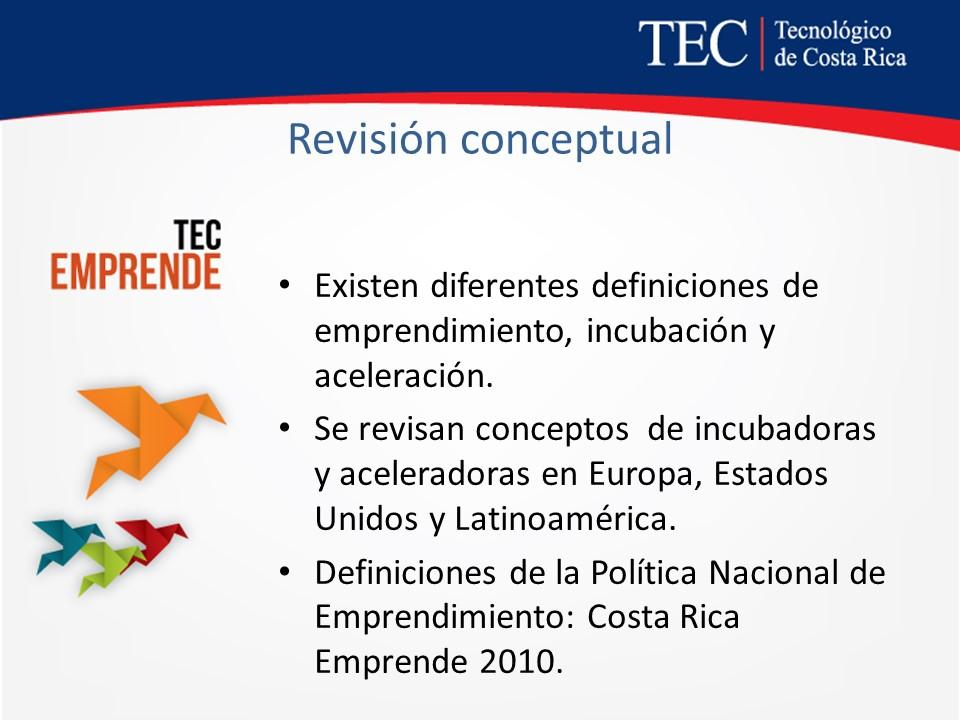 TEC
Tecnológico
de Costa Rica
Revisión conceptual
TEC
EMPRENDE
• Existen diferentes definiciones de
emprendimiento, incubación y
aceleración.
• Se revisan conceptos de incubadoras
y aceleradoras en Europa, Estados
Unidos y Latinoamérica.
• Definiciones de la Política Nacional de
Emprendimiento: Costa Rica
Emprende 2010.